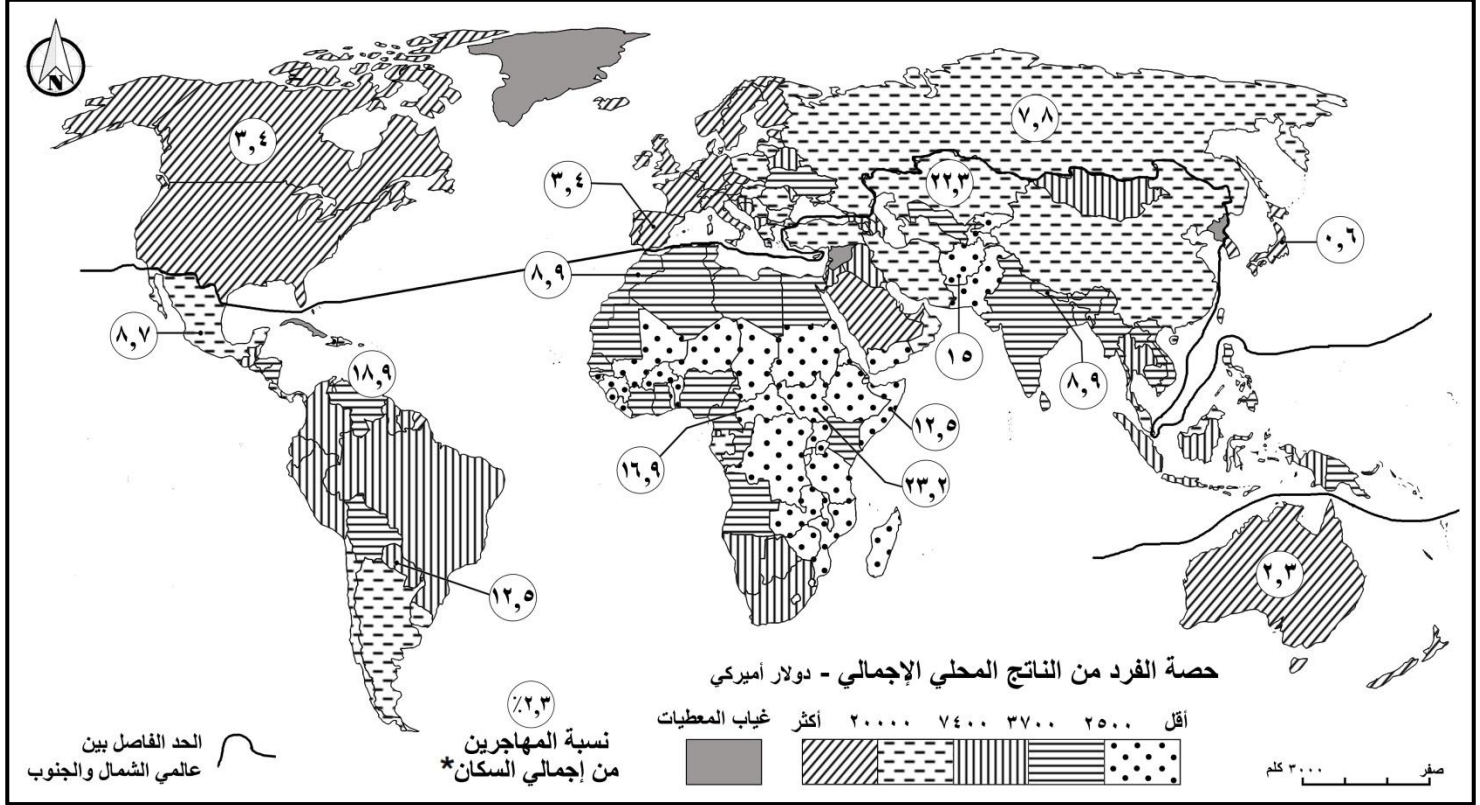 N
٣,٤
٧,٨
٢٢,٣
٣,٤
٠,٦
٨,٩
٨,٧
١٥
١٨,٩
٨,٩
١٢,٥
١٦,٩
٢٣,٢
١٢,٥
٢,٣
حصة الفرد من الناتج المحلي الإجمالي - دولار أميركي
أقل ٢٥٠٠ ٣٧٠٠ ٧٤٠٠ ٢٠٠٠٠ أكثر غياب المعطيات
٢,٣٪
نسبة المهاجرين
من إجمالي السكان*
الحد الفاصل بين
عالمي الشمال والجنوب
صفر ٣٠٠٠ كلم